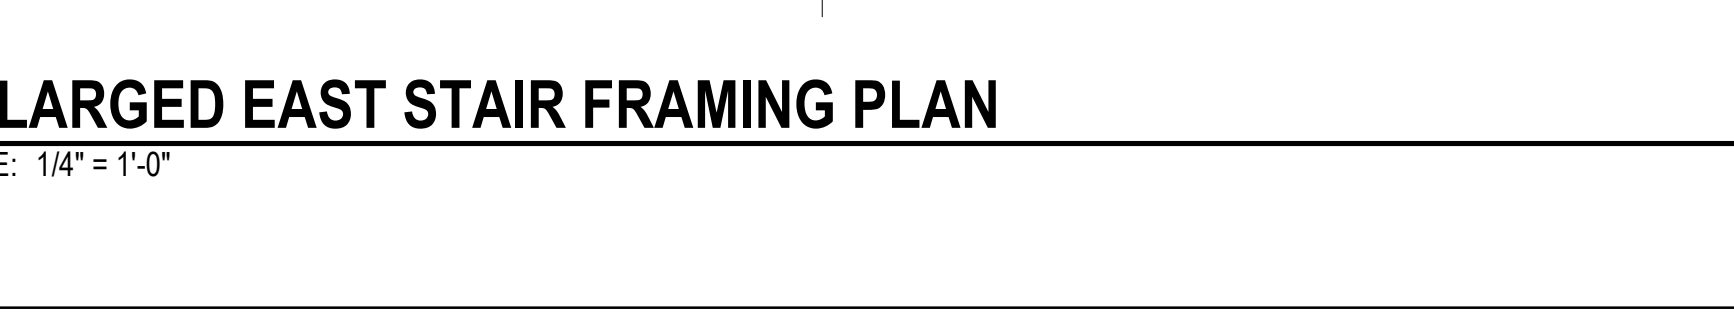 LARGED EAST STAIR FRAMING PLAN
E: 1/4" = 1'-0"